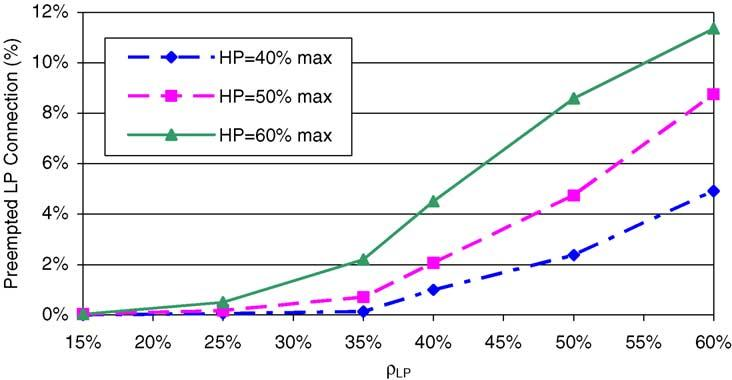 12%
10%
8%
6%
4%
2%
0%
Preempted LP Connection (%)
HP=40% max
HP=50% max
HP=60% max
15% 20% 25% 30% 35% 40% 45% 50% 55% 60%
ρLP